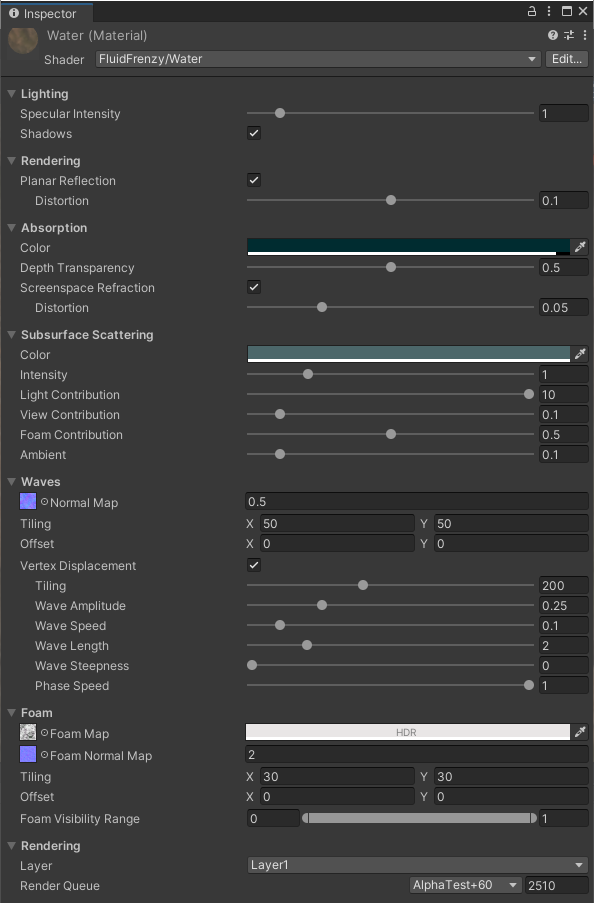 Inspector
Water (Material)
Shader FluidFrenzy/Water Edit...
Lighting
Specular Intensity 1
Shadows
Rendering
Planar Reflection
Distortion 0.1
Absorption
Color
Depth Transparency 0.5
Screenspace Refraction
Distortion 0.05
Subsurface Scattering
Color
Intensity 1
Light Contribution 10
View Contribution 0.1
Foam Contribution 0.5
Ambient 0.1
Waves
Normal Map 0.5
Tiling X 50 Y 50
Offset X 0 Y 0
Vertex Displacement
Tiling 200
Wave Amplitude 0.25
Wave Speed 0.1
Wave Length 2
Wave Steepness 0
Phase Speed 1
Foam
Foam Map HDR
Foam Normal Map 2
Tiling X 30 Y 30
Offset X 0 Y 0
Foam Visibility Range 0 1
Rendering
Layer Layer1
Render Queue AlphaTest+60 2510